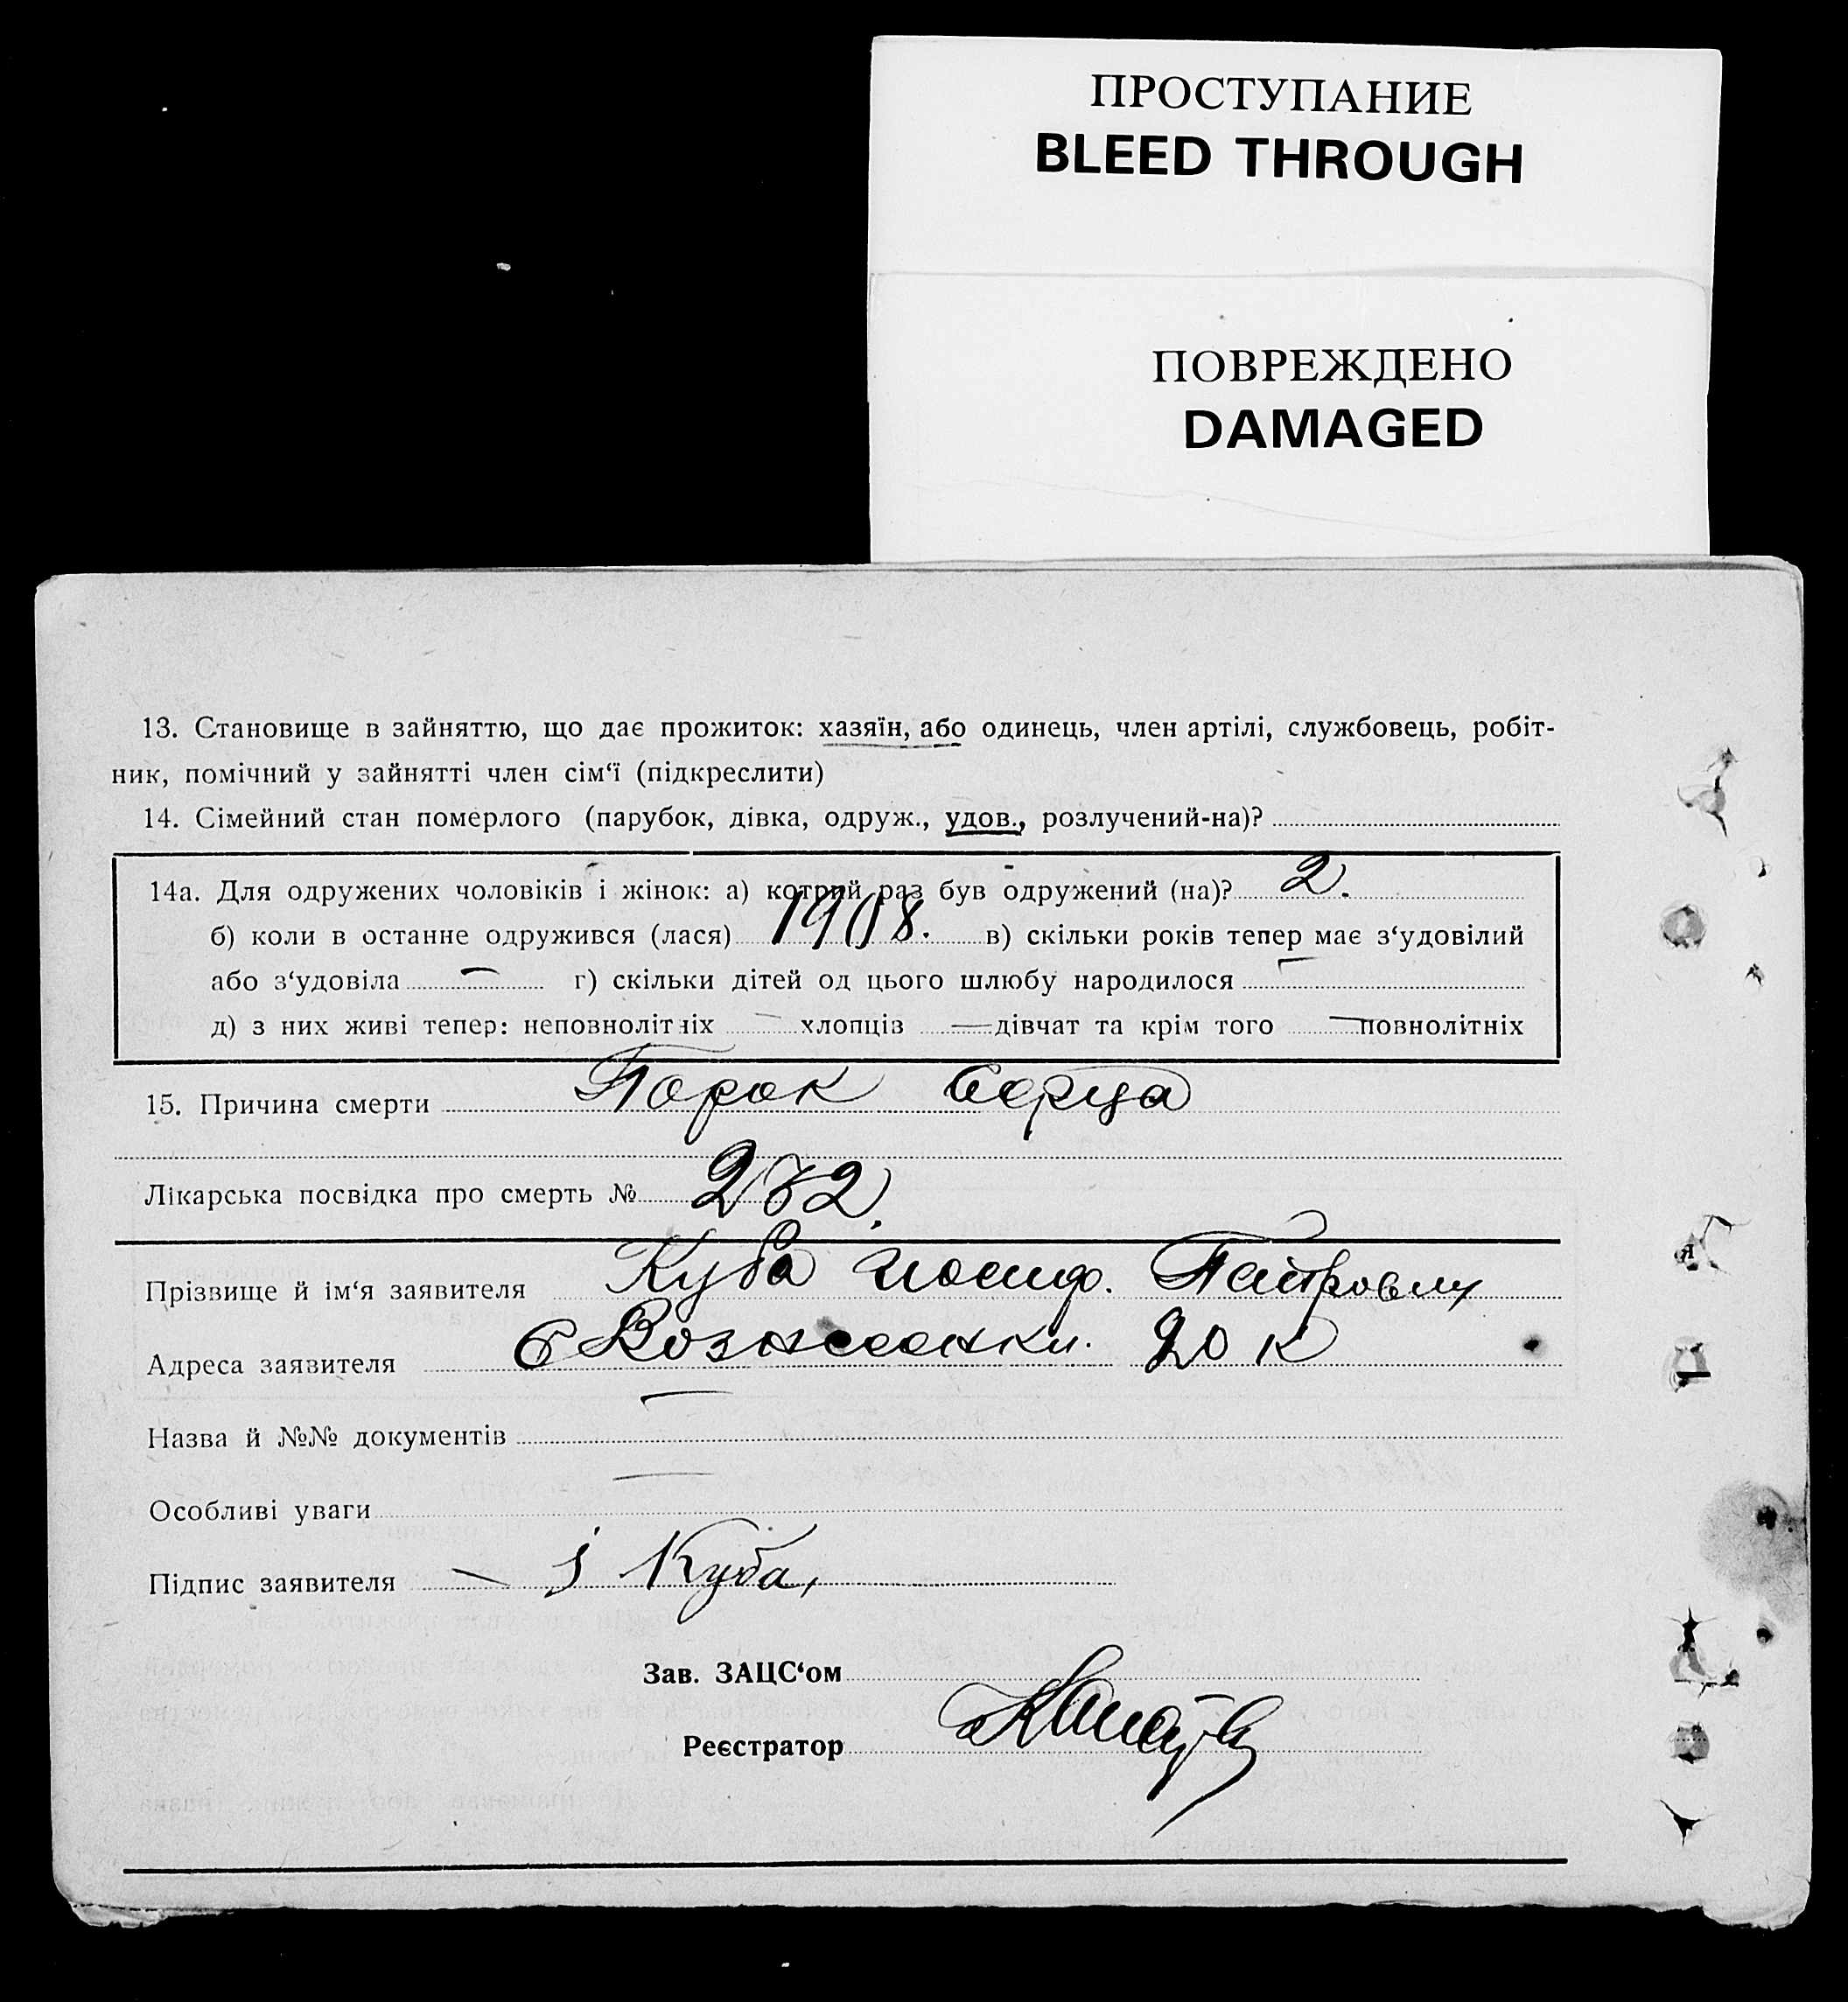 ПРОСТУПАНИЕ
BLEED THROUGH
ПОВРЕЖДЕНО
DAMAGED
13. Становище в зайняттю, що дає прожиток: хазяїн, або одинець, член артілі, службовець, робіт-
ник, помічний у зайнятті член сім‘ї (підкреслити)
14. Сімейний стан померлого (парубок, дівка, одруж., удов., розлучений-на)?
14а. Для одружених чоловіків і жінок: а) котрий раз був одружений (на)? 2.
б) коли в останне одружився (лася) 1908. в) скільки років тепер має з‘удовілий
або з‘удовіла — г) скільки дітей од цього шлюбу народилося —
д) з них живі тепер: неповнолітніх — хлопців — дівчат та крім того — повнолітніх
15. Причина смерти Порок Серца
Лікарська посвідка про смерть № 272.
Прізвище й ім‘я заявителя Куба Иосиф. Петрович
Адреса заявителя 20 к
Назва й №№ документів —
Особливі уваги —
Підпис заявителя — І Куба,
Зав. ЗАЦС‘ом
Реєстратор